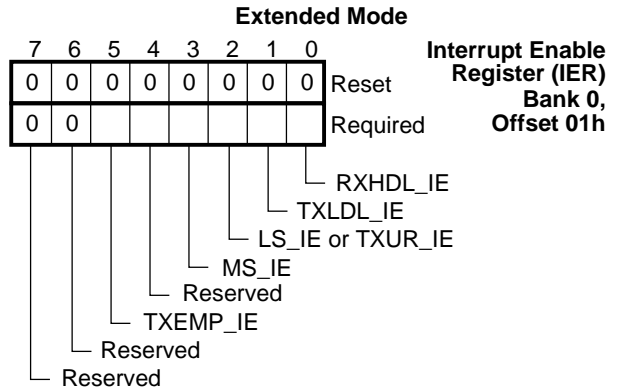 Extended Mode
7 6 5 4 3 2 1 0
Interrupt Enable
Register (IER)
Bank 0,
Offset 01h
0 0 0 0 0 0 0 0 Reset
0 0 Required
RXHDL_IE
TXLDL_IE
LS_IE or TXUR_IE
MS_IE
Reserved
TXEMP_IE
Reserved
Reserved